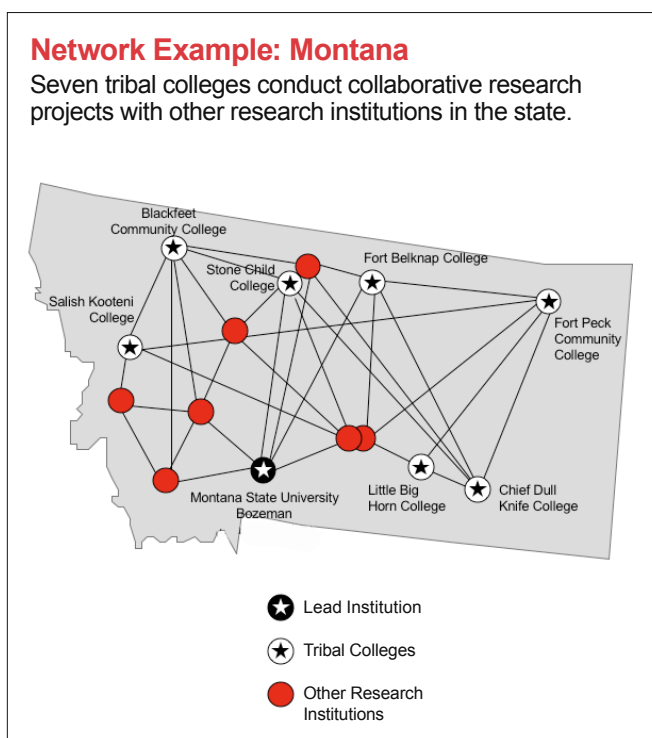 Network Example: Montana
Seven tribal colleges conduct collaborative research
projects with other research institutions in the state.
Blackfeet
Community College
Stone Child
College
Fort Belknap College
Salish Kooteni
College
Fort Peck
Community
College
Montana State University
Bozeman
Little Big
Horn College
Chief Dull
Knife College
Lead Institution
Tribal Colleges
Other Research
Institutions